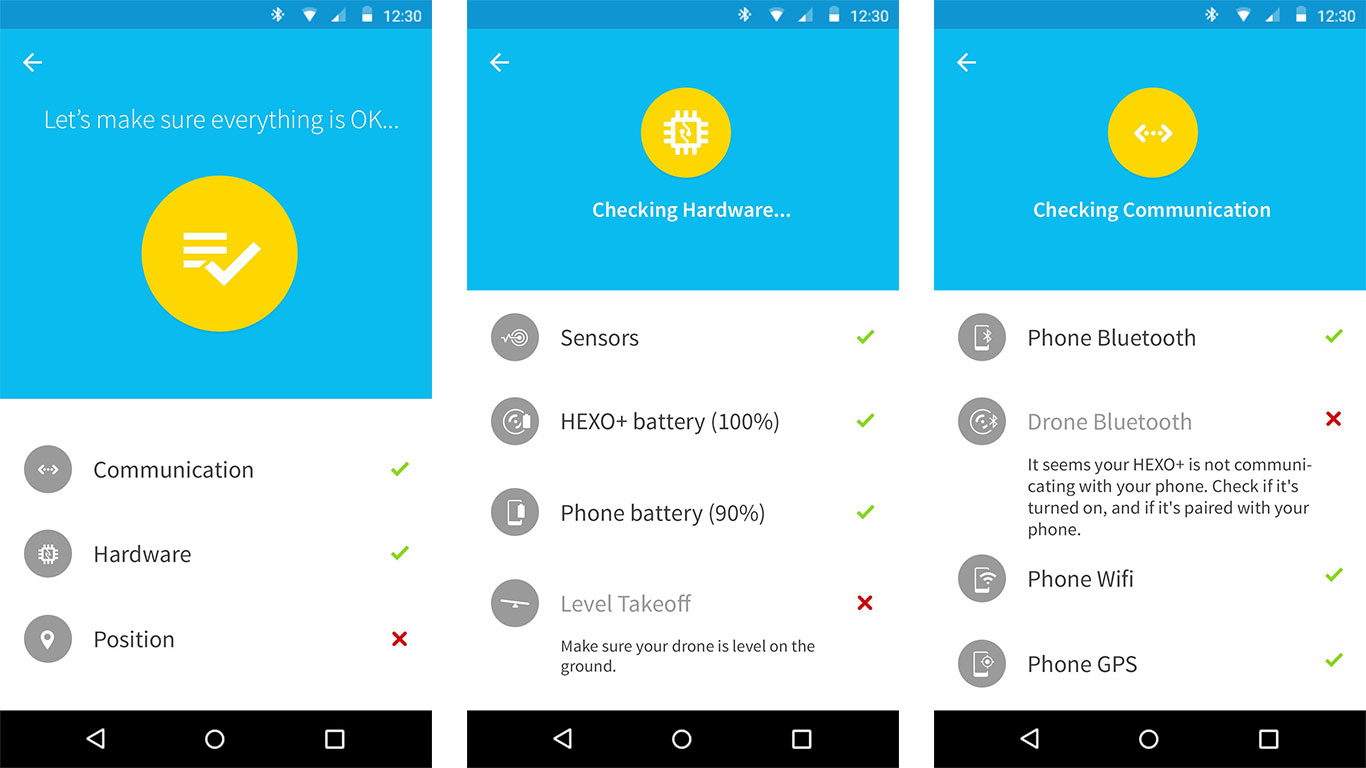 12:30
Let's make sure everything is OK...
Communication
Hardware
Position
12:30
Checking Hardware...
Sensors
HEXO+ battery (100%)
Phone battery (90%)
Level Takeoff
Make sure your drone is level on the
ground.
12:30
Checking Communication
Phone Bluetooth
Drone Bluetooth
It seems your HEXO+ is not communi-
cating with your phone. Check if it's
turned on, and if it's paired with your
phone.
Phone Wifi
Phone GPS